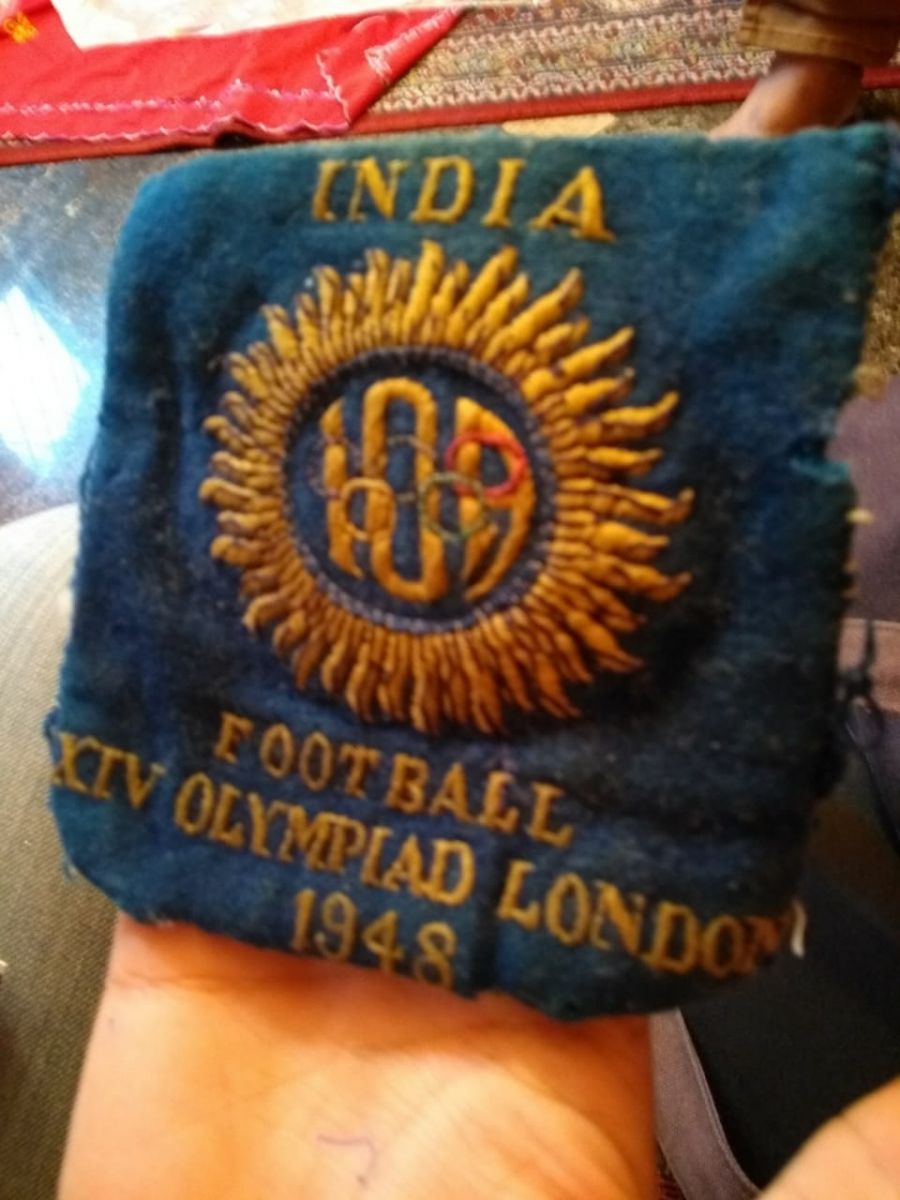 INDIA
IOA
FOOTBALL
XIV OLYMPIAD LONDON
1948